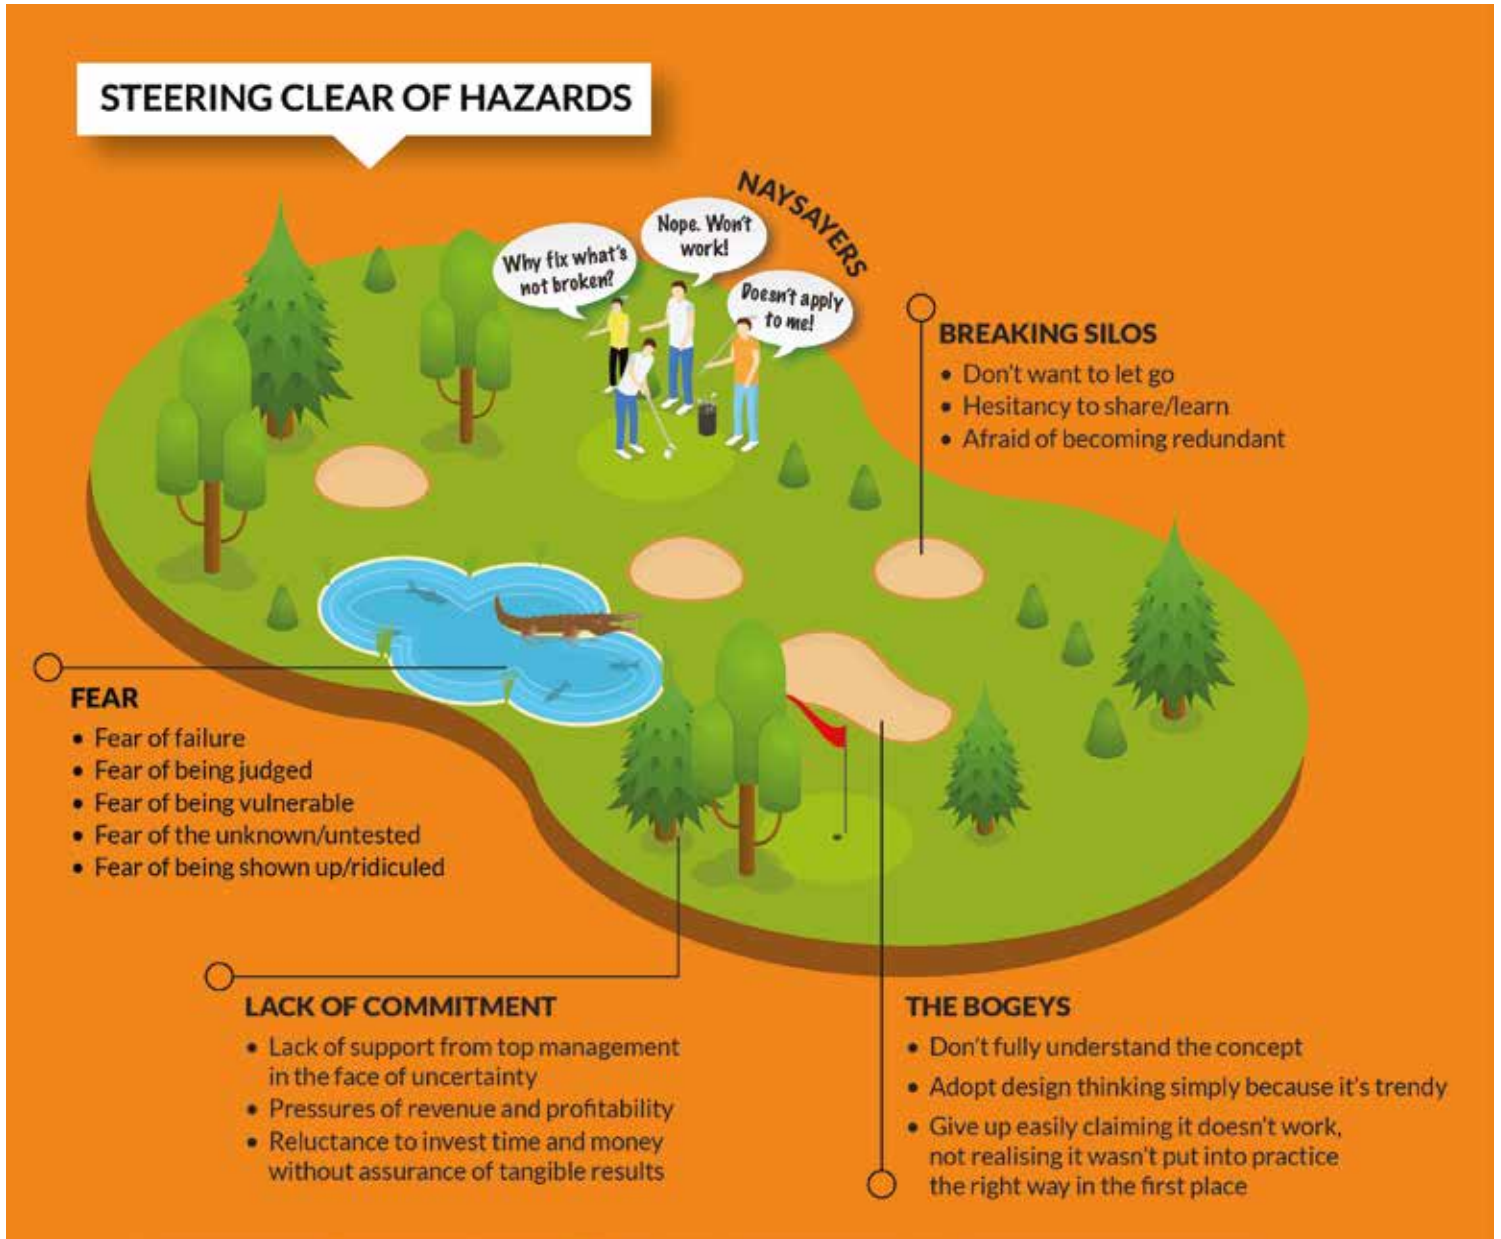 STEERING CLEAR OF HAZARDS
NAYSAYERS
Why fix what's
not broken?
Nope. Won't
work!
Doesn't apply
to me!
BREAKING SILOS
• Don't want to let go
• Hesitancy to share/learn
• Afraid of becoming redundant
FEAR
• Fear of failure
• Fear of being judged
• Fear of being vulnerable
• Fear of the unknown/untested
• Fear of being shown up/ridiculed
LACK OF COMMITMENT
• Lack of support from top management
in the face of uncertainty
• Pressures of revenue and profitability
• Reluctance to invest time and money
without assurance of tangible results
THE BOGEYS
• Don't fully understand the concept
• Adopt design thinking simply because it's trendy
• Give up easily claiming it doesn't work,
not realising it wasn't put into practice
the right way in the first place